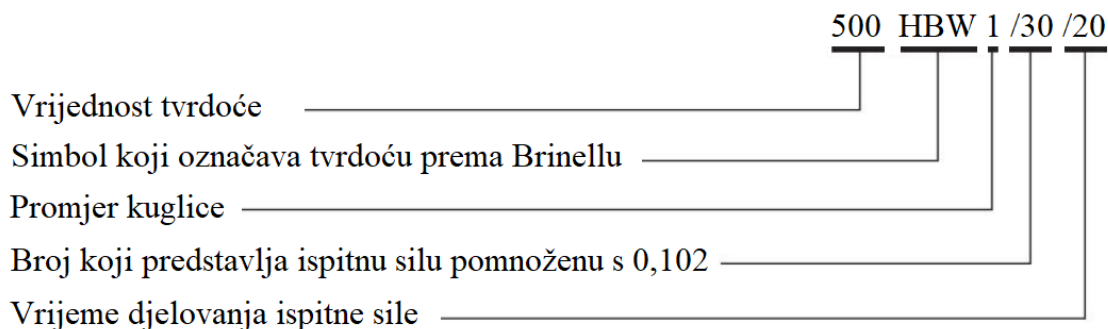 500 HBW 1 /30 /20
Vrijednost tvrdoće
Simbol koji označava tvrdoću prema Brinellu
Promjer kuglice
Broj koji predstavlja ispitnu silu pomnoženu s 0,102
Vrijeme djelovanja ispitne sile